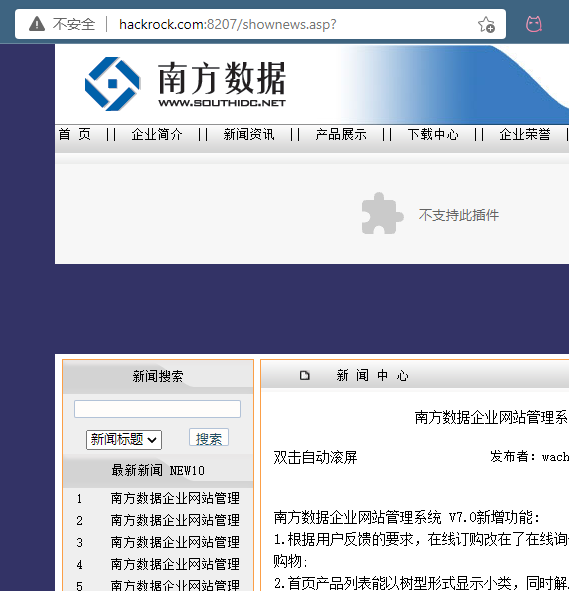 不安全 | hackrock.com:8207/shownews.asp?
南方数据
WWW.SOUTHIDC.NET
首 页 || 企业简介 || 新闻资讯 || 产品展示 || 下载中心 || 企业荣誉 |
不支持此插件
新闻搜索
新闻标题 搜索
最新新闻 NEW10
1 南方数据企业网站管理
2 南方数据企业网站管理
3 南方数据企业网站管理
4 南方数据企业网站管理
5 南方数据企业网站管理
新 闻 中 心
南方数据企业网站管理系
双击自动滚屏 发布者：wach
南方数据企业网站管理系统 V7.0新增功能：
1.根据用户反馈的要求，在线订购改在了在线询
购物;
2.首页产品列表能以树型形式显示小类，同时解